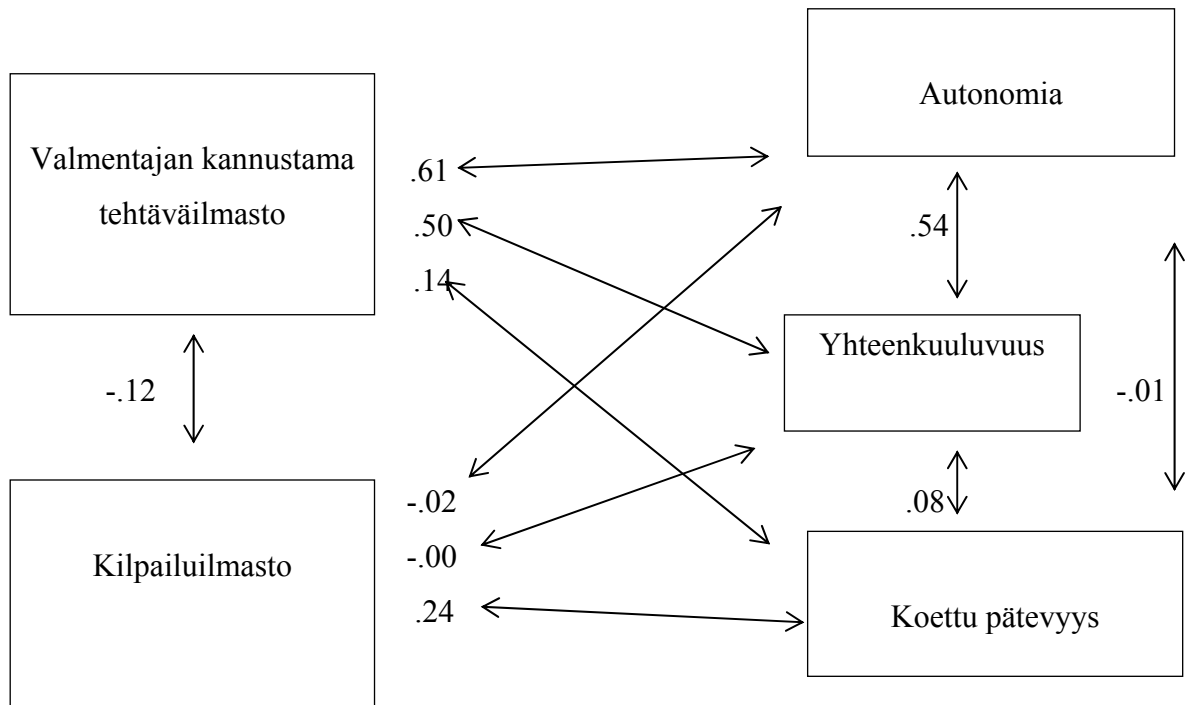 Autonomia
Valmentajan kannustama
tehtäväilmasto
.61
.50
.14
.54
Yhteenkuuluvuus
-.12
-.01
Kilpailuilmasto
-.02
-.00
.24
.08
Koettu pätevyys